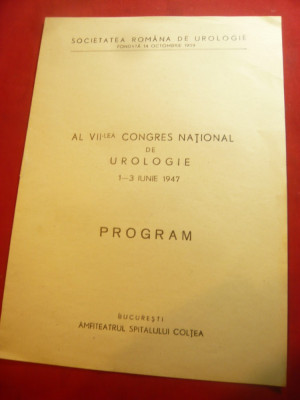 SOCIETATEA ROMÂNA DE UROLOGIE
AL VII-LEA CONGRES NAȚIONAL
DE
UROLOGIE
1—3 IUNIE 1947
PROGRAM
BUCUREȘTI
AMFITEATRUL SPITALULUI COLȚEA